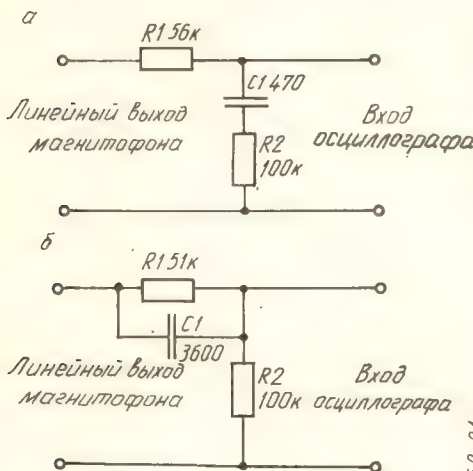 а
R1 56к
C1 470
Линейный выход
магнитофона
R2
100к
Вход
осциллографа
б
R1 51к
C1
3600
Линейный выход
магнитофона
R2
100к
Вход
осциллографа